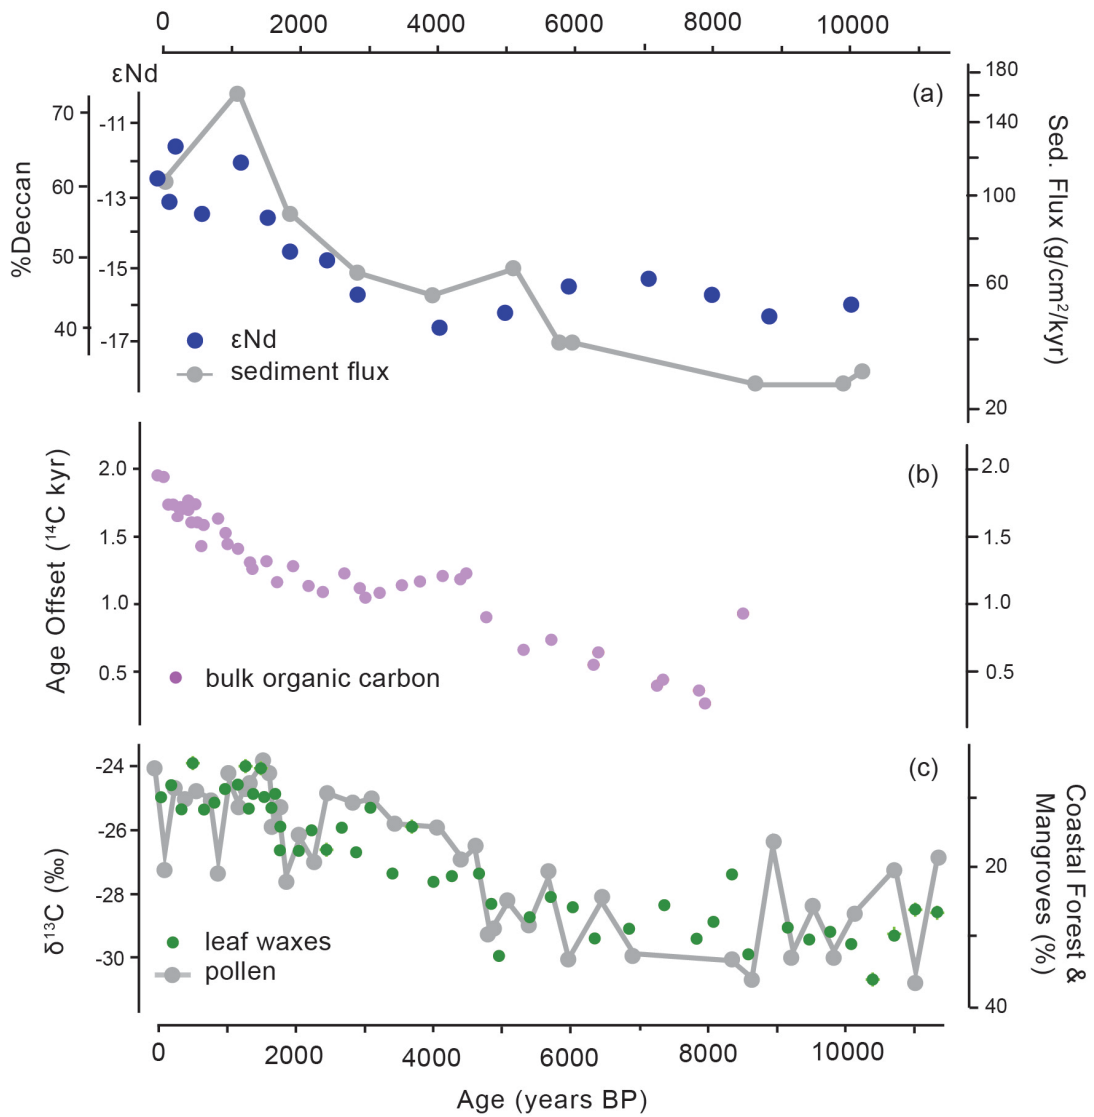 0 2000 4000 6000 8000 10000
εNd
(a)
%Deccan
70
60
50
40
-11
-13
-15
-17
180
140
100
60
20
Sed. Flux (g/cm²/kyr)
εNd
sediment flux
Age Offset (¹⁴C kyr)
2.0
1.5
1.0
0.5
(b)
2.0
1.5
1.0
0.5
bulk organic carbon
δ¹³C (‰)
-24
-26
-28
-30
(c)
20
40
Coastal Forest &
Mangroves (%)
leaf waxes
pollen
0 2000 4000 6000 8000 10000
Age (years BP)